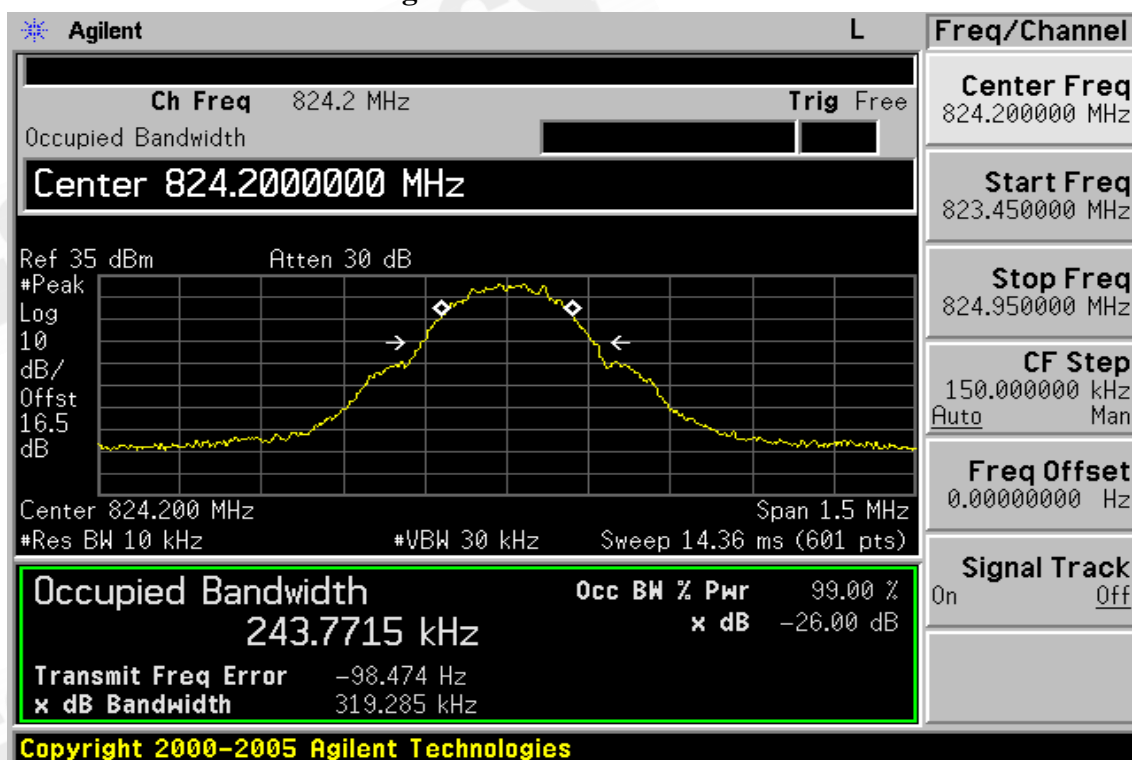 Agilent L
Ch Freq 824.2 MHz Trig Free
Occupied Bandwidth
Center 824.2000000 MHz
Ref 35 dBm Atten 30 dB
#Peak
Log
10
dB/
Offst
16.5
dB
Center 824.200 MHz Span 1.5 MHz
#Res BW 10 kHz #VBW 30 kHz Sweep 14.36 ms (601 pts)
Occupied Bandwidth Occ BW % Pwr 99.00 %
243.7715 kHz x dB -26.00 dB
Transmit Freq Error -98.474 Hz
x dB Bandwidth 319.285 kHz
Copyright 2000-2005 Agilent Technologies
Freq/Channel
Center Freq
824.200000 MHz
Start Freq
823.450000 MHz
Stop Freq
824.950000 MHz
CF Step
150.000000 kHz
Auto Man
Freq Offset
0.00000000 Hz
Signal Track
On Off